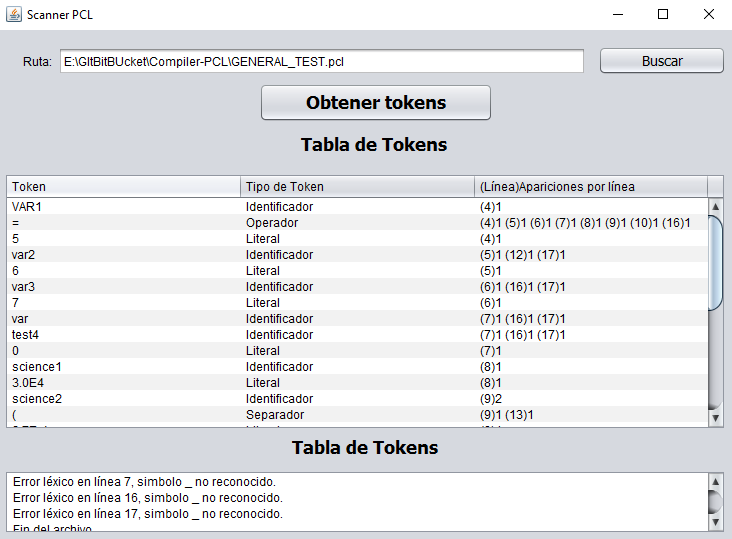 Scanner PCL
Ruta: E:\GItBitBUcket\Compiler-PCL\GENERAL_TEST.pcl Buscar
Obtener tokens
Tabla de Tokens
Token Tipo de Token (Línea)Apariciones por línea
VAR1 Identificador (4)1
= Operador (4)1 (5)1 (6)1 (7)1 (8)1 (9)1 (10)1 (16)1
5 Literal (4)1
var2 Identificador (5)1 (12)1 (17)1
6 Literal (5)1
var3 Identificador (6)1 (16)1 (17)1
7 Literal (6)1
var Identificador (7)1 (16)1 (17)1
test4 Identificador (7)1 (16)1 (17)1
0 Literal (7)1
science1 Identificador (8)1
3.0E4 Literal (8)1
science2 Identificador (9)2
( Separador (9)1 (13)1
Tabla de Tokens
Error léxico en línea 7, simbolo _ no reconocido.
Error léxico en línea 16, simbolo _ no reconocido.
Error léxico en línea 17, simbolo _ no reconocido.
Fin del archivo